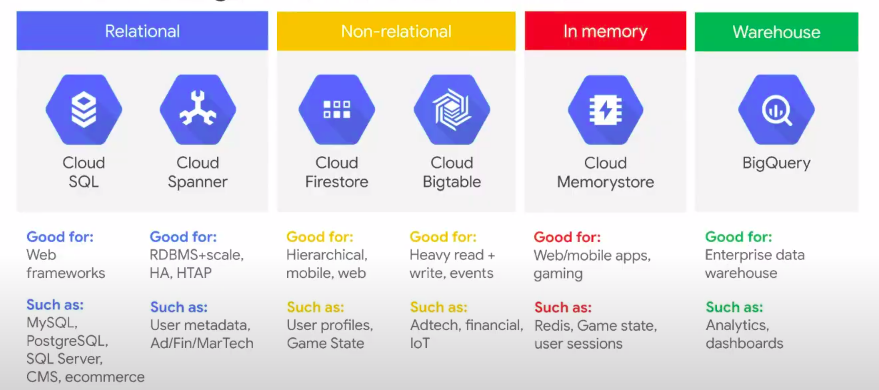 Relational
Non-relational
In memory
Warehouse
Cloud
SQL
Cloud
Spanner
Cloud
Firestore
Cloud
Bigtable
Cloud
Memorystore
BigQuery
Good for:
Web
frameworks
Good for:
RDBMS+scale,
HA, HTAP
Good for:
Hierarchical,
mobile, web
Good for:
Heavy read +
write, events
Good for:
Web/mobile apps,
gaming
Good for:
Enterprise data
warehouse
Such as:
MySQL,
PostgreSQL,
SQL Server,
CMS, ecommerce
Such as:
User metadata,
Ad/Fin/MarTech
Such as:
User profiles,
Game State
Such as:
Adtech, financial,
IoT
Such as:
Redis, Game state,
user sessions
Such as:
Analytics,
dashboards